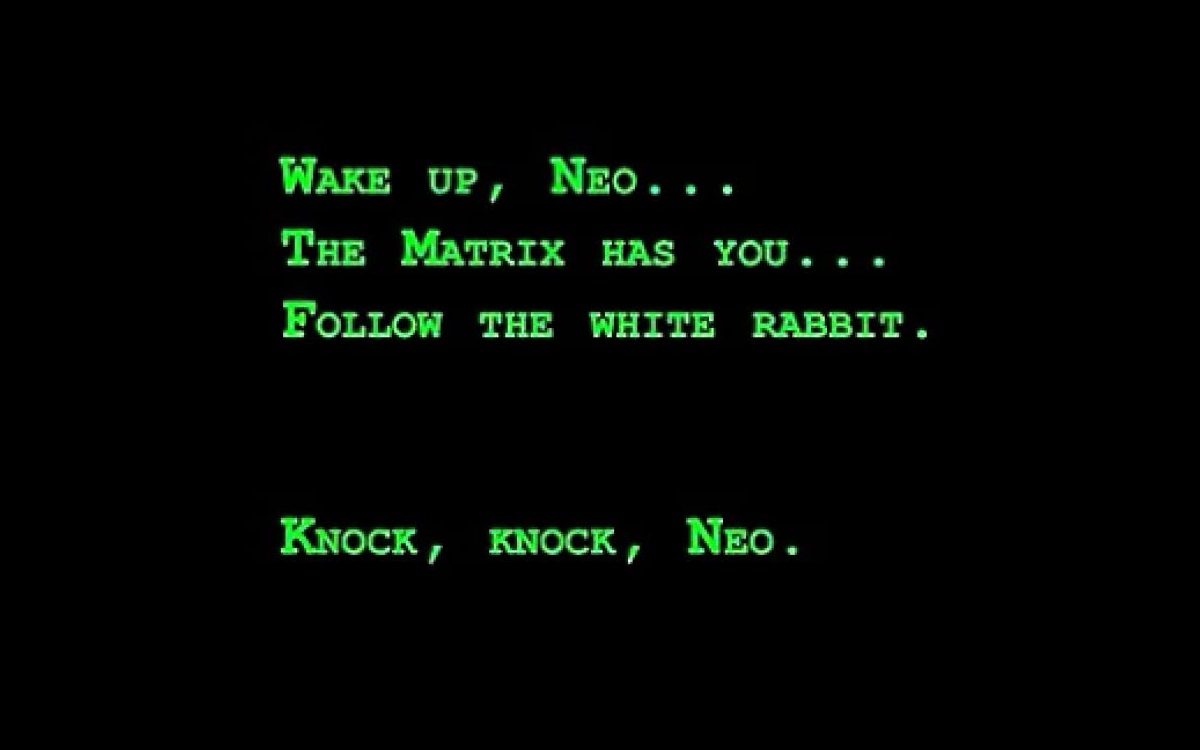 Wake up, Neo...
The Matrix has you...
Follow the white rabbit.
Knock, knock, Neo.